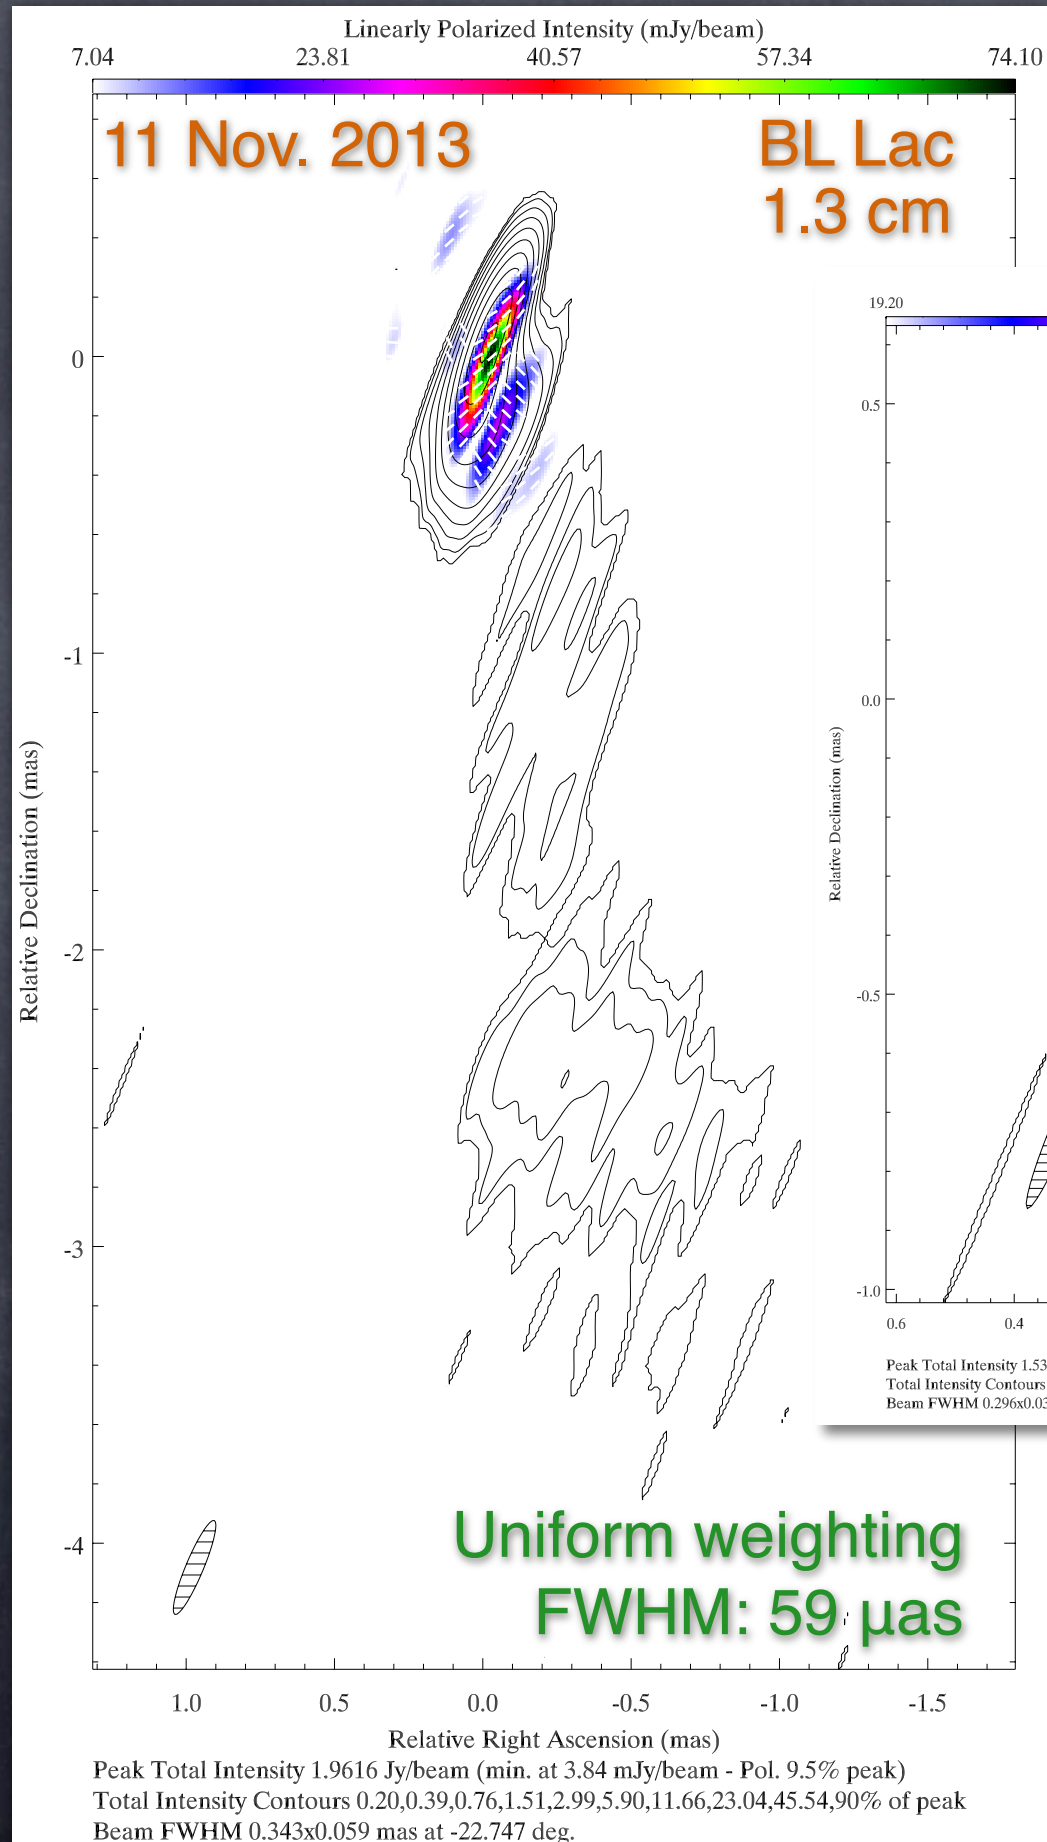 Linearly Polarized Intensity (mJy/beam)
7.04 23.81 40.57 57.34 74.10
11 Nov. 2013
BL Lac
1.3 cm
0
-1
-2
-3
-4
Relative Declination (mas)
19.20
0.5
0.0
-0.5
-1.0
Relative Declination (mas)
0.6 0.4
Peak Total Intensity 1.53
Total Intensity Contours
Beam FWHM 0.296x0.03
Uniform weighting
FWHM: 59 µas
1.0 0.5 0.0 -0.5 -1.0 -1.5
Relative Right Ascension (mas)
Peak Total Intensity 1.9616 Jy/beam (min. at 3.84 mJy/beam - Pol. 9.5% peak)
Total Intensity Contours 0.20,0.39,0.76,1.51,2.99,5.90,11.66,23.04,45.54,90% of peak
Beam FWHM 0.343x0.059 mas at -22.747 deg.